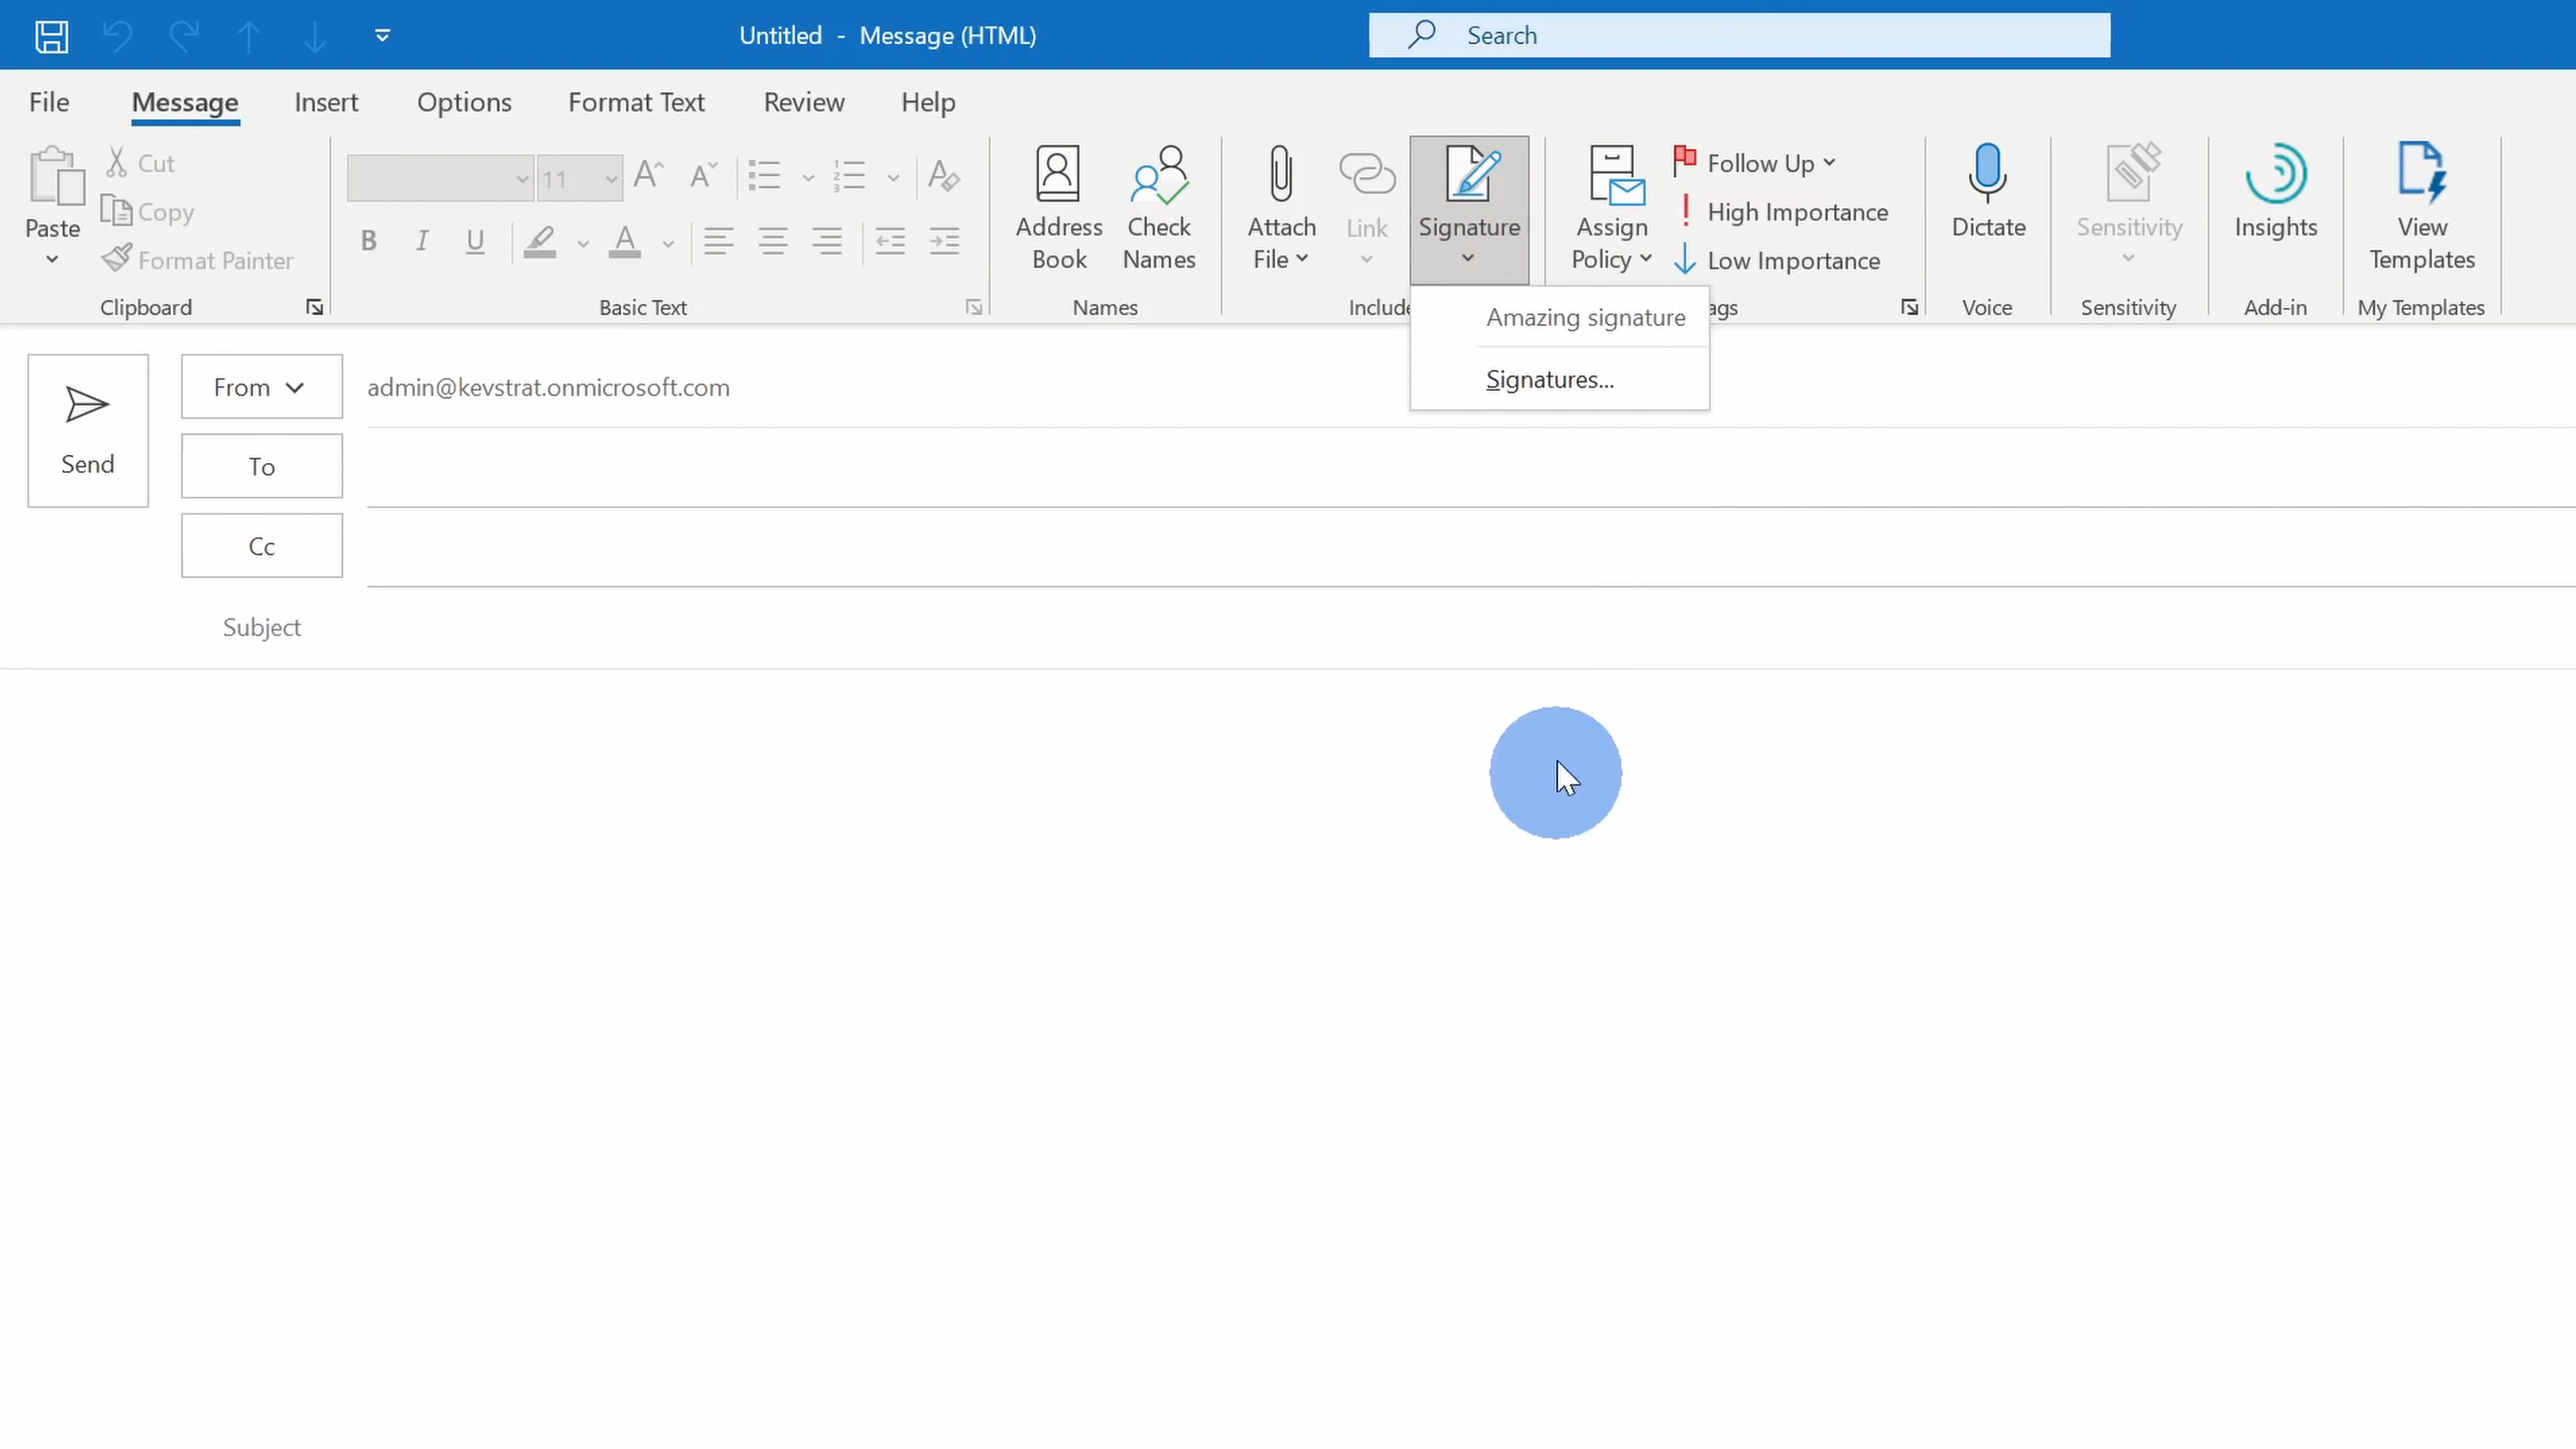 Untitled - Message (HTML)
Search
File Message Insert Options Format Text Review Help
Paste
Cut
Copy
Format Painter
Clipboard
11
B I U
Basic Text
Address Book
Check Names
Names
Attach File
Link
Signature
Include
Amazing signature
Signatures...
Assign Policy
Follow Up
High Importance
Low Importance
ags
Dictate
Voice
Sensitivity
Sensitivity
Insights
Add-in
View Templates
My Templates
Send
From
admin@kevstrat.onmicrosoft.com
To
Cc
Subject